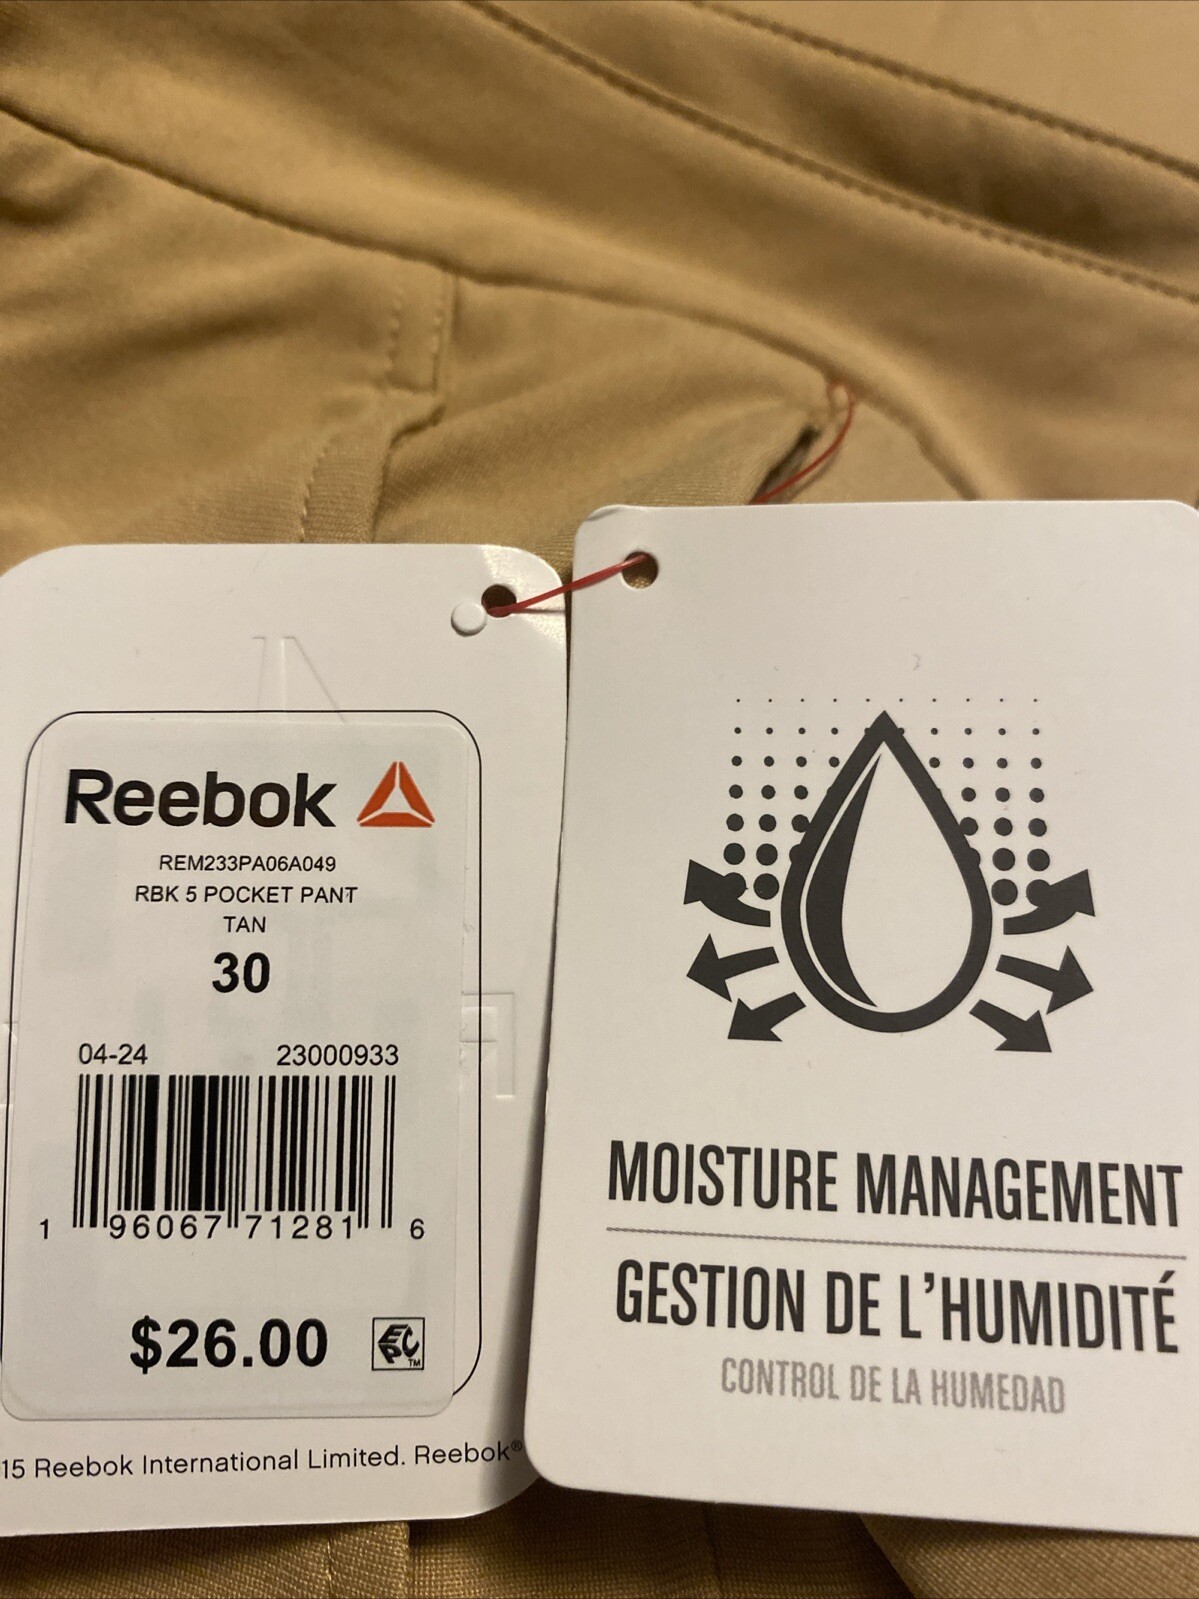 Reebok
REM233PA06A049
RBK 5 POCKET PANT
TAN
30
04-24 23000933
1 96067 71281 6
$26.00 EPC™
15 Reebok International Limited. Reebok®
MOISTURE MANAGEMENT
GESTION DE L'HUMIDITÉ
CONTROL DE LA HUMEDAD